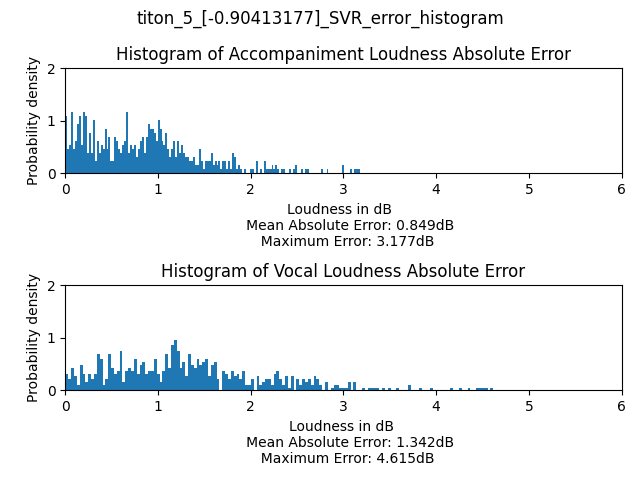 titon_5_[-0.90413177]_SVR_error_histogram
Histogram of Accompaniment Loudness Absolute Error
Probability density
2
1
0
0 1 2 3 4 5 6
Loudness in dB
Mean Absolute Error: 0.849dB
Maximum Error: 3.177dB
Histogram of Vocal Loudness Absolute Error
Probability density
2
1
0
0 1 2 3 4 5 6
Loudness in dB
Mean Absolute Error: 1.342dB
Maximum Error: 4.615dB